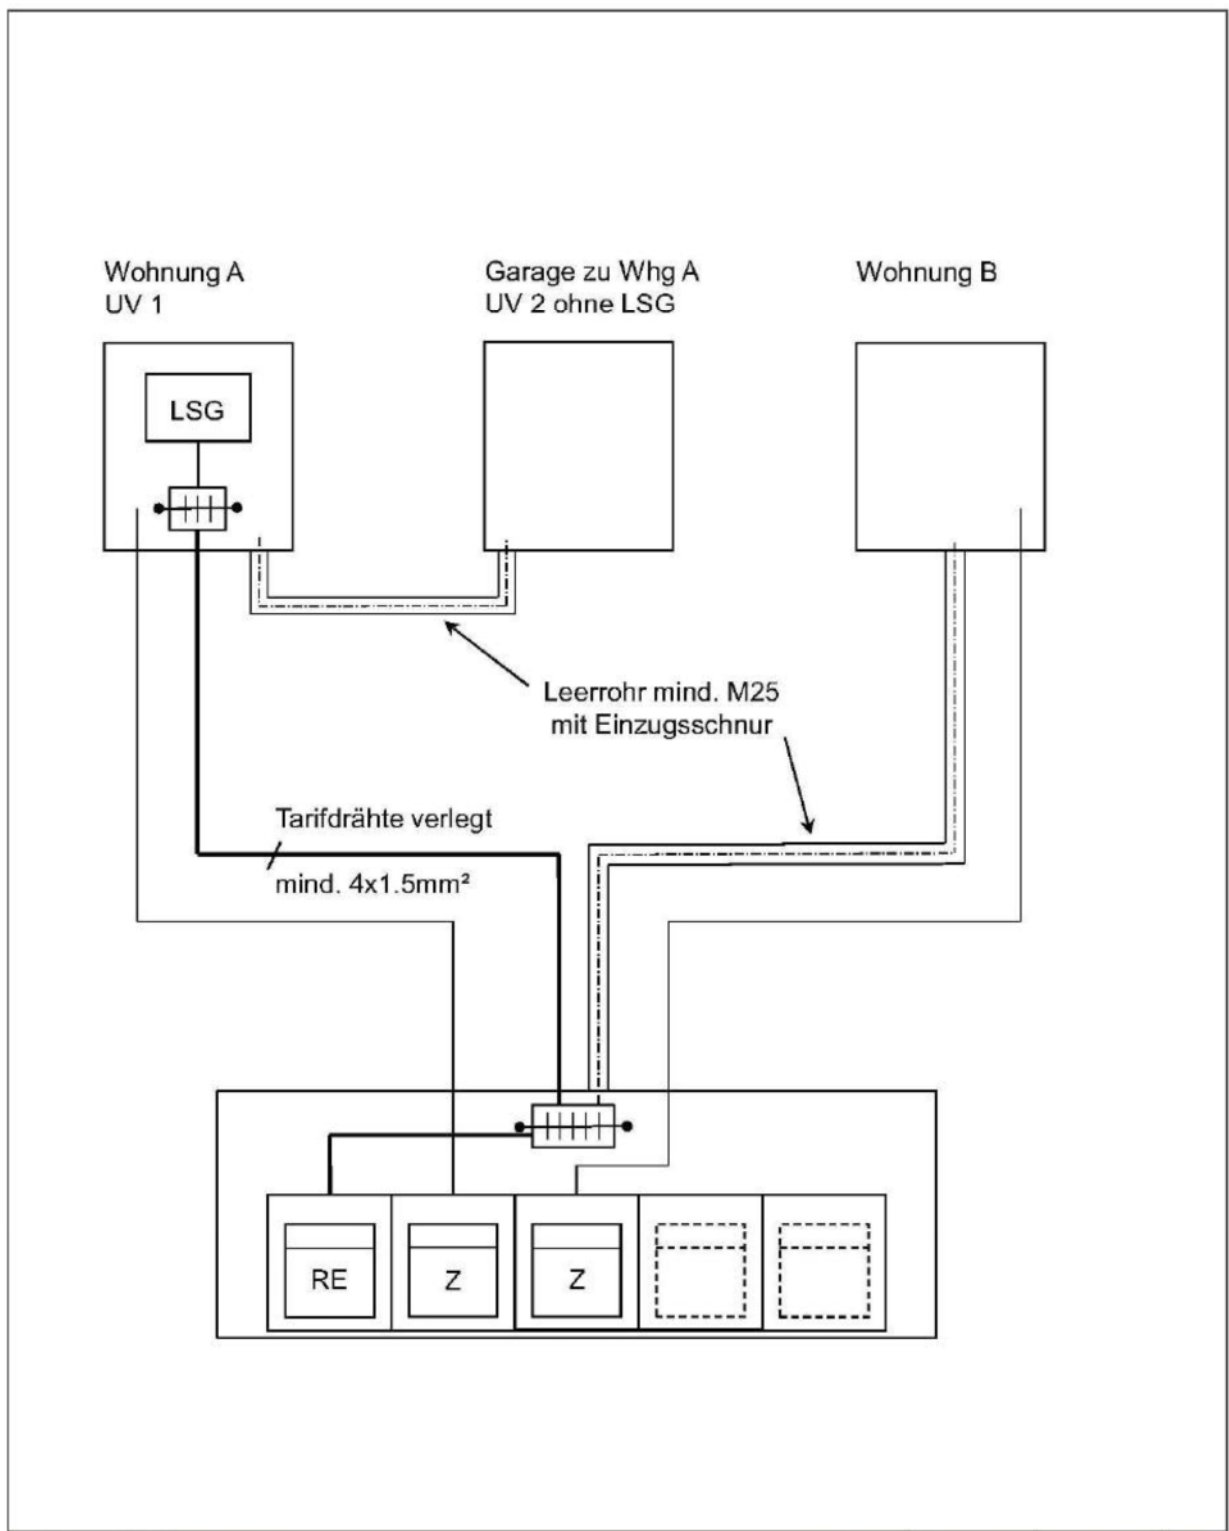 Wohnung A
UV 1
Garage zu Whg A
UV 2 ohne LSG
Wohnung B
LSG
Leerrohr mind. M25
mit Einzugsschnur
Tarifdrähte verlegt
mind. 4x1.5mm²
RE
Z
Z